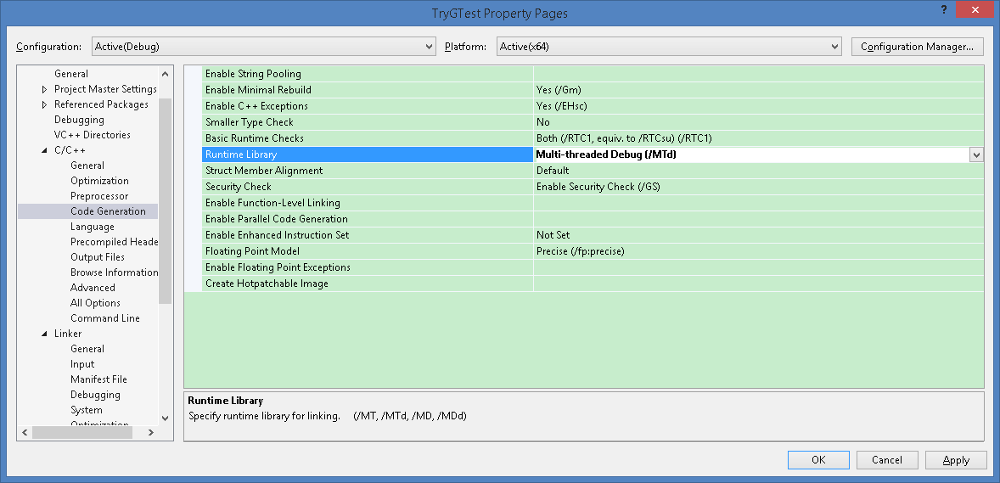 TryGTest Property Pages
?
Configuration: Active(Debug) Platform: Active(x64) Configuration Manager...
General
Project Master Settings
Referenced Packages
Debugging
VC++ Directories
C/C++
General
Optimization
Preprocessor
Code Generation
Language
Precompiled Heade
Output Files
Browse Information
Advanced
All Options
Command Line
Linker
General
Input
Manifest File
Debugging
System
Optimization
Enable String Pooling
Enable Minimal Rebuild Yes (/Gm)
Enable C++ Exceptions Yes (/EHsc)
Smaller Type Check No
Basic Runtime Checks Both (/RTC1, equiv. to /RTCsu) (/RTC1)
Runtime Library Multi-threaded Debug (/MTd)
Struct Member Alignment Default
Security Check Enable Security Check (/GS)
Enable Function-Level Linking
Enable Parallel Code Generation
Enable Enhanced Instruction Set Not Set
Floating Point Model Precise (/fp:precise)
Enable Floating Point Exceptions
Create Hotpatchable Image
Runtime Library
Specify runtime library for linking. (/MT, /MTd, /MD, /MDd)
OK Cancel Apply